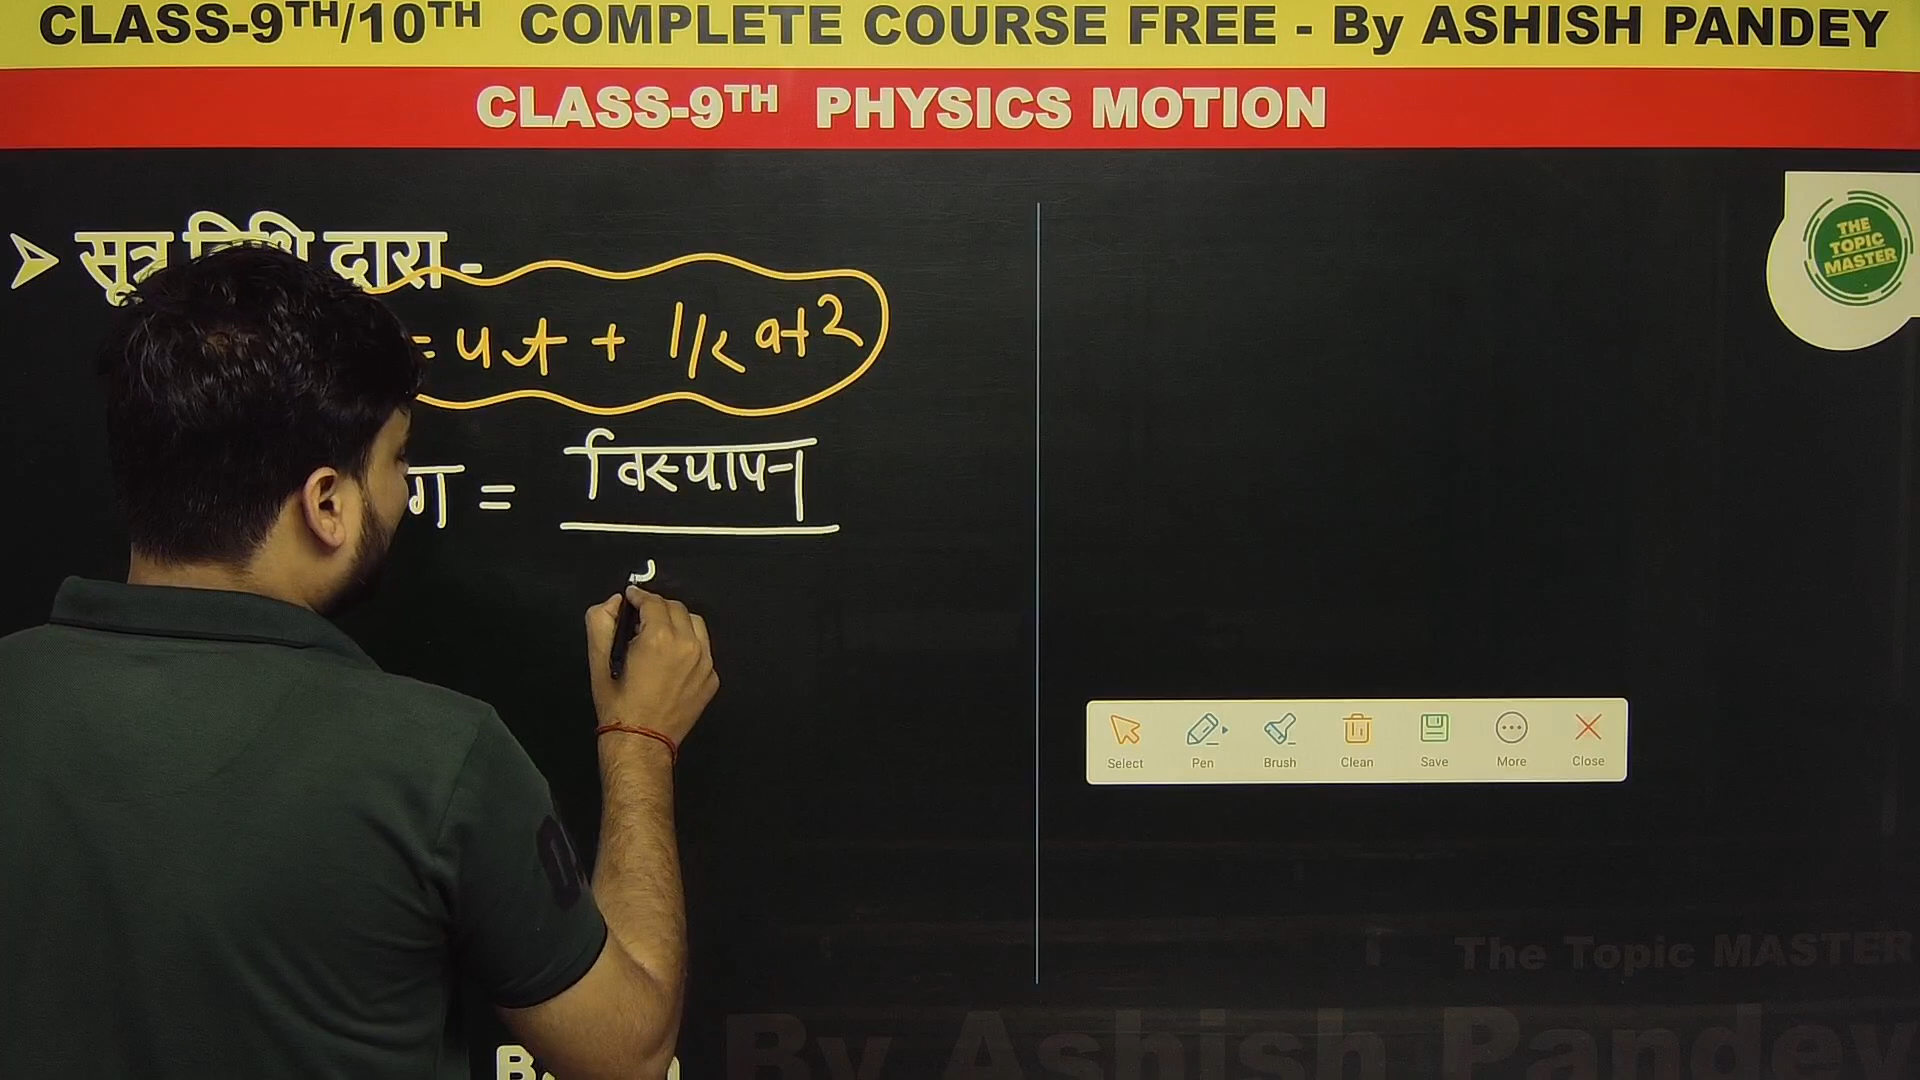 CLASS-9TH/10TH COMPLETE COURSE FREE - By ASHISH PANDEY
CLASS-9TH PHYSICS MOTION
THE
TOPIC
MASTER
सूत्र विधि द्वारा -
= ut + 1/2 at2
ग = विस्थापन
Select Pen Brush Clean Save More Close
The Topic MASTER
By Ashish Pandey